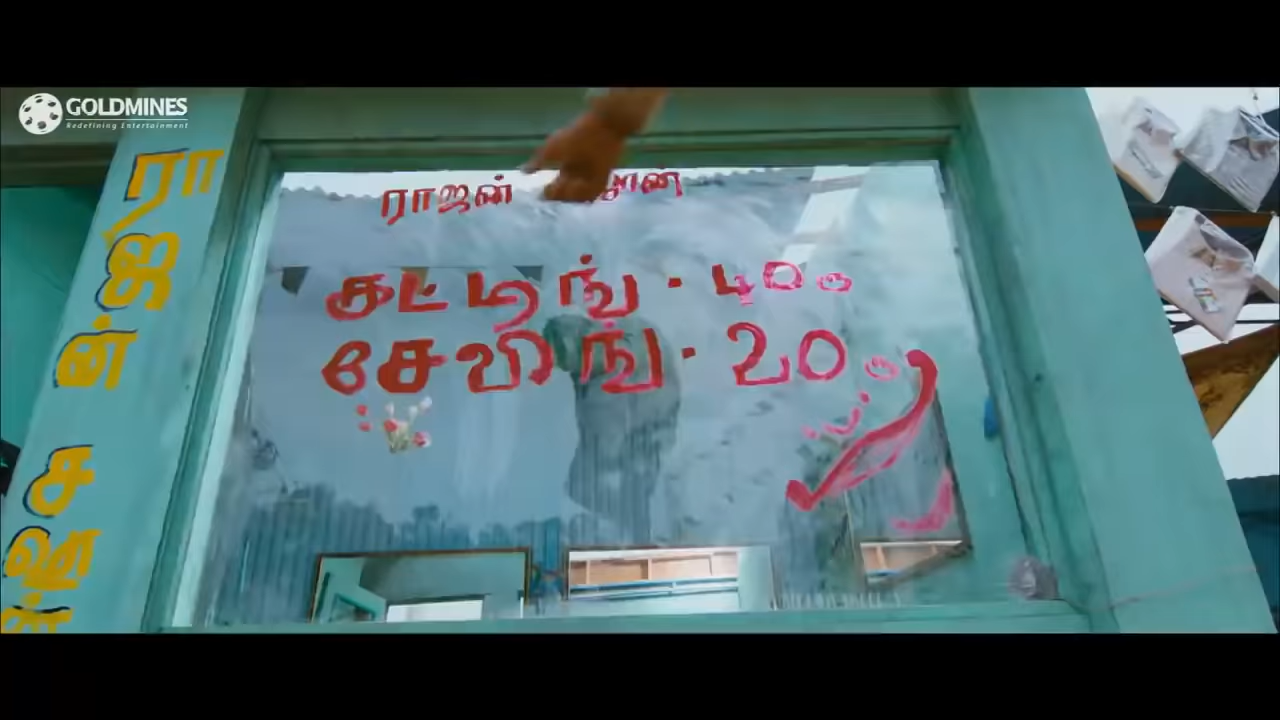 GOLDMINES
Redefining Entertainment
ராஜன்
கட்டிங் . 40 ரு
சேவிங் . 20 ரு
ராஜன்